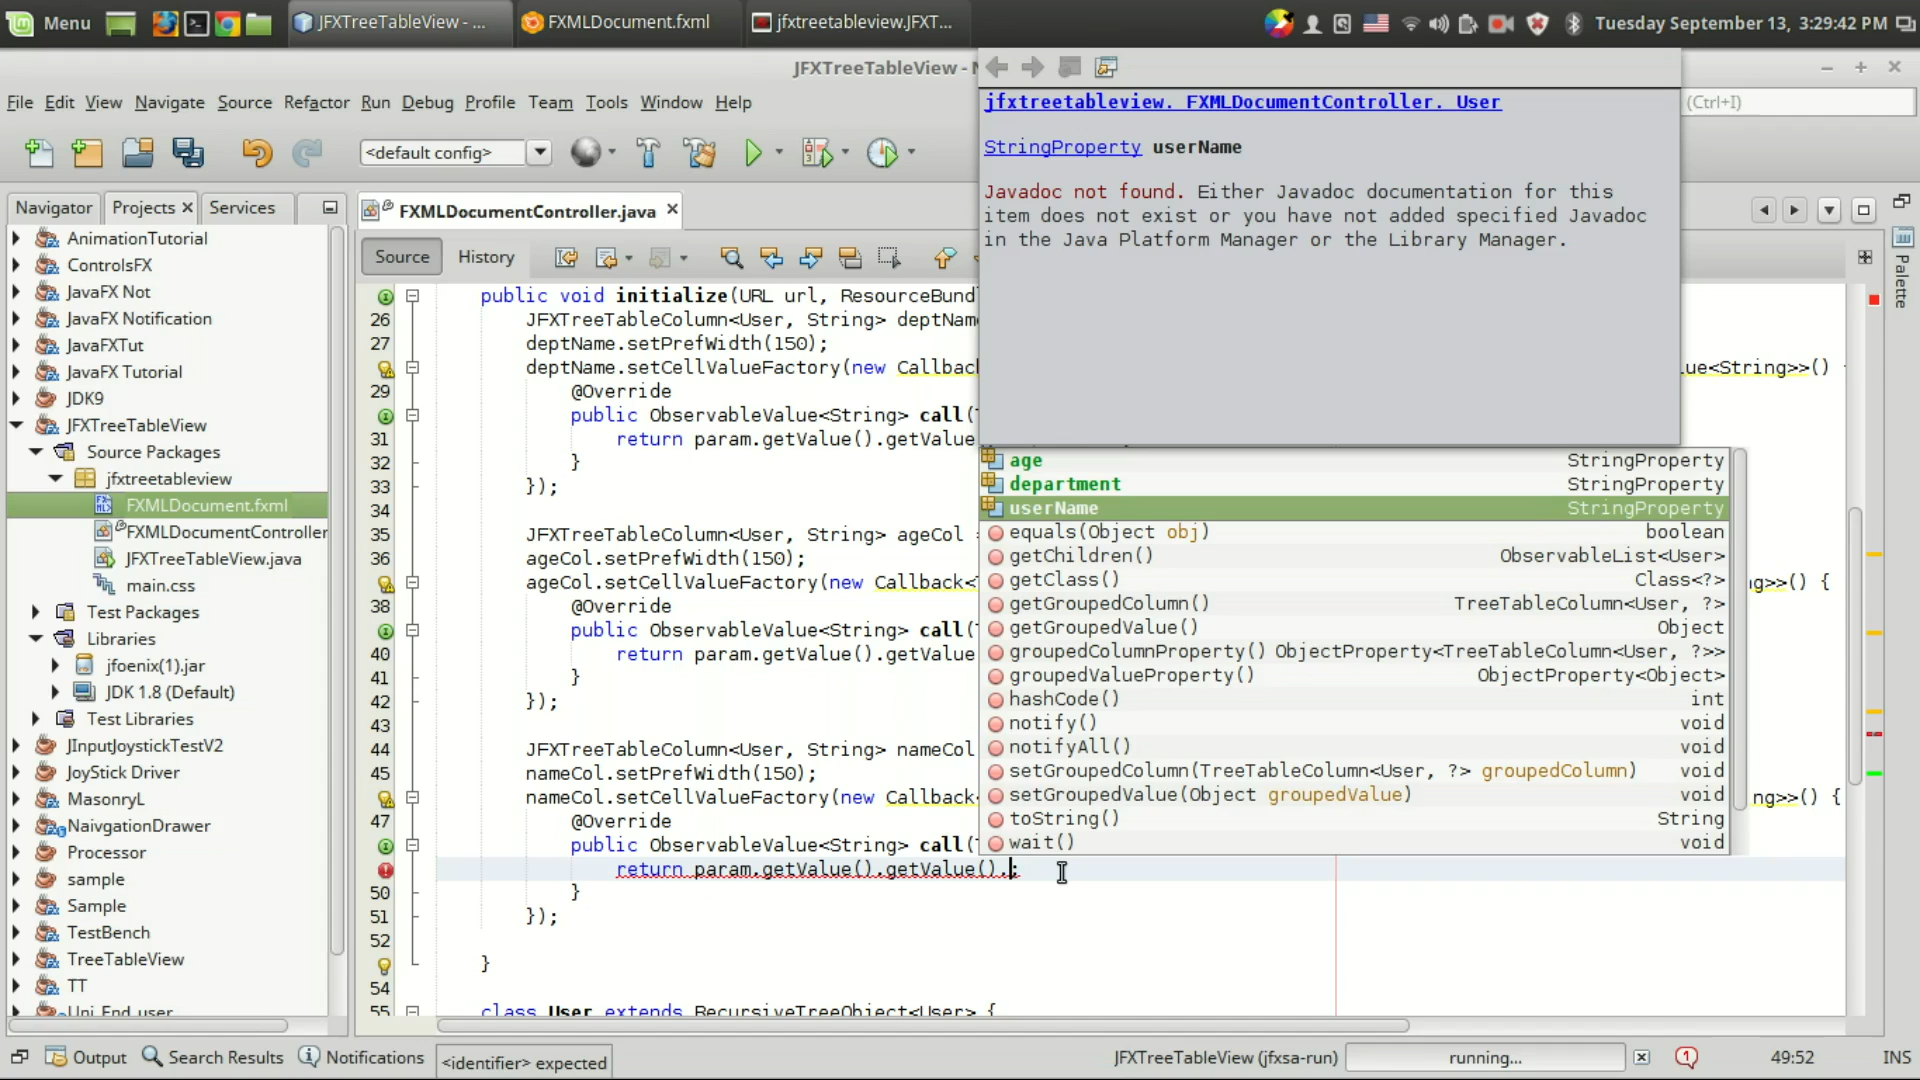 Menu
JFXTreeTableView - ...
FXMLDocument.fxml
jfxtreetableview.JFXT...
Tuesday September 13, 3:29:42 PM
JFXTreeTableView - N
File Edit View Navigate Source Refactor Run Debug Profile Team Tools Window Help
(Ctrl+I)
<default config>
Navigator
Projects
Services
FXMLDocumentController.java
Source
History
Palette
AnimationTutorial
ControlsFX
JavaFX Not
JavaFX Notification
JavaFXTut
JavaFX Tutorial
JDK9
JFXTreeTableView
Source Packages
jfxtreetableview
FXMLDocument.fxml
FXMLDocumentController
JFXTreeTableView.java
main.css
Test Packages
Libraries
jfoenix(1).jar
JDK 1.8 (Default)
Test Libraries
JInputJoystickTestV2
JoyStick Driver
MasonryL
NaivgationDrawer
Processor
sample
Sample
TestBench
TreeTableView
TT
Uni End user
jfxtreetableview. FXMLDocumentController. User
StringProperty userName
Javadoc not found. Either Javadoc documentation for this
item does not exist or you have not added specified Javadoc
in the Java Platform Manager or the Library Manager.
public void initialize(URL url, ResourceBund
26 JFXTreeTableColumn<User, String> deptNam
27 deptName.setPrefWidth(150);
deptName.setCellValueFactory(new Callbac ue<String>>()
29 @Override
public ObservableValue<String> call(
31 return param.getValue().getValue
32 }
33 });
34
35 JFXTreeTableColumn<User, String> ageCol
36 ageCol.setPrefWidth(150);
ageCol.setCellValueFactory(new Callback< g>>() {
38 @Override
public ObservableValue<String> call(
40 return param.getValue().getValue
41 }
42 });
43
44 JFXTreeTableColumn<User, String> nameCol
45 nameCol.setPrefWidth(150);
nameCol.setCellValueFactory(new Callback ng>>() {
47 @Override
public ObservableValue<String> call(
return param.getValue().getValue().;
50 }
51 });
52
}
54
55 class User extends RecursiveTreeObject<User> {
age StringProperty
department StringProperty
userName StringProperty
equals(Object obj) boolean
getChildren() ObservableList<User>
getClass() Class<?>
getGroupedColumn() TreeTableColumn<User, ?>
getGroupedValue() Object
groupedColumnProperty() ObjectProperty<TreeTableColumn<User, ?>>
groupedValueProperty() ObjectProperty<Object>
hashCode() int
notify() void
notifyAll() void
setGroupedColumn(TreeTableColumn<User, ?> groupedColumn) void
setGroupedValue(Object groupedValue) void
toString() String
wait() void
Output
Search Results
Notifications
<identifier> expected
JFXTreeTableView (jfxsa-run)
running...
1
49:52
INS